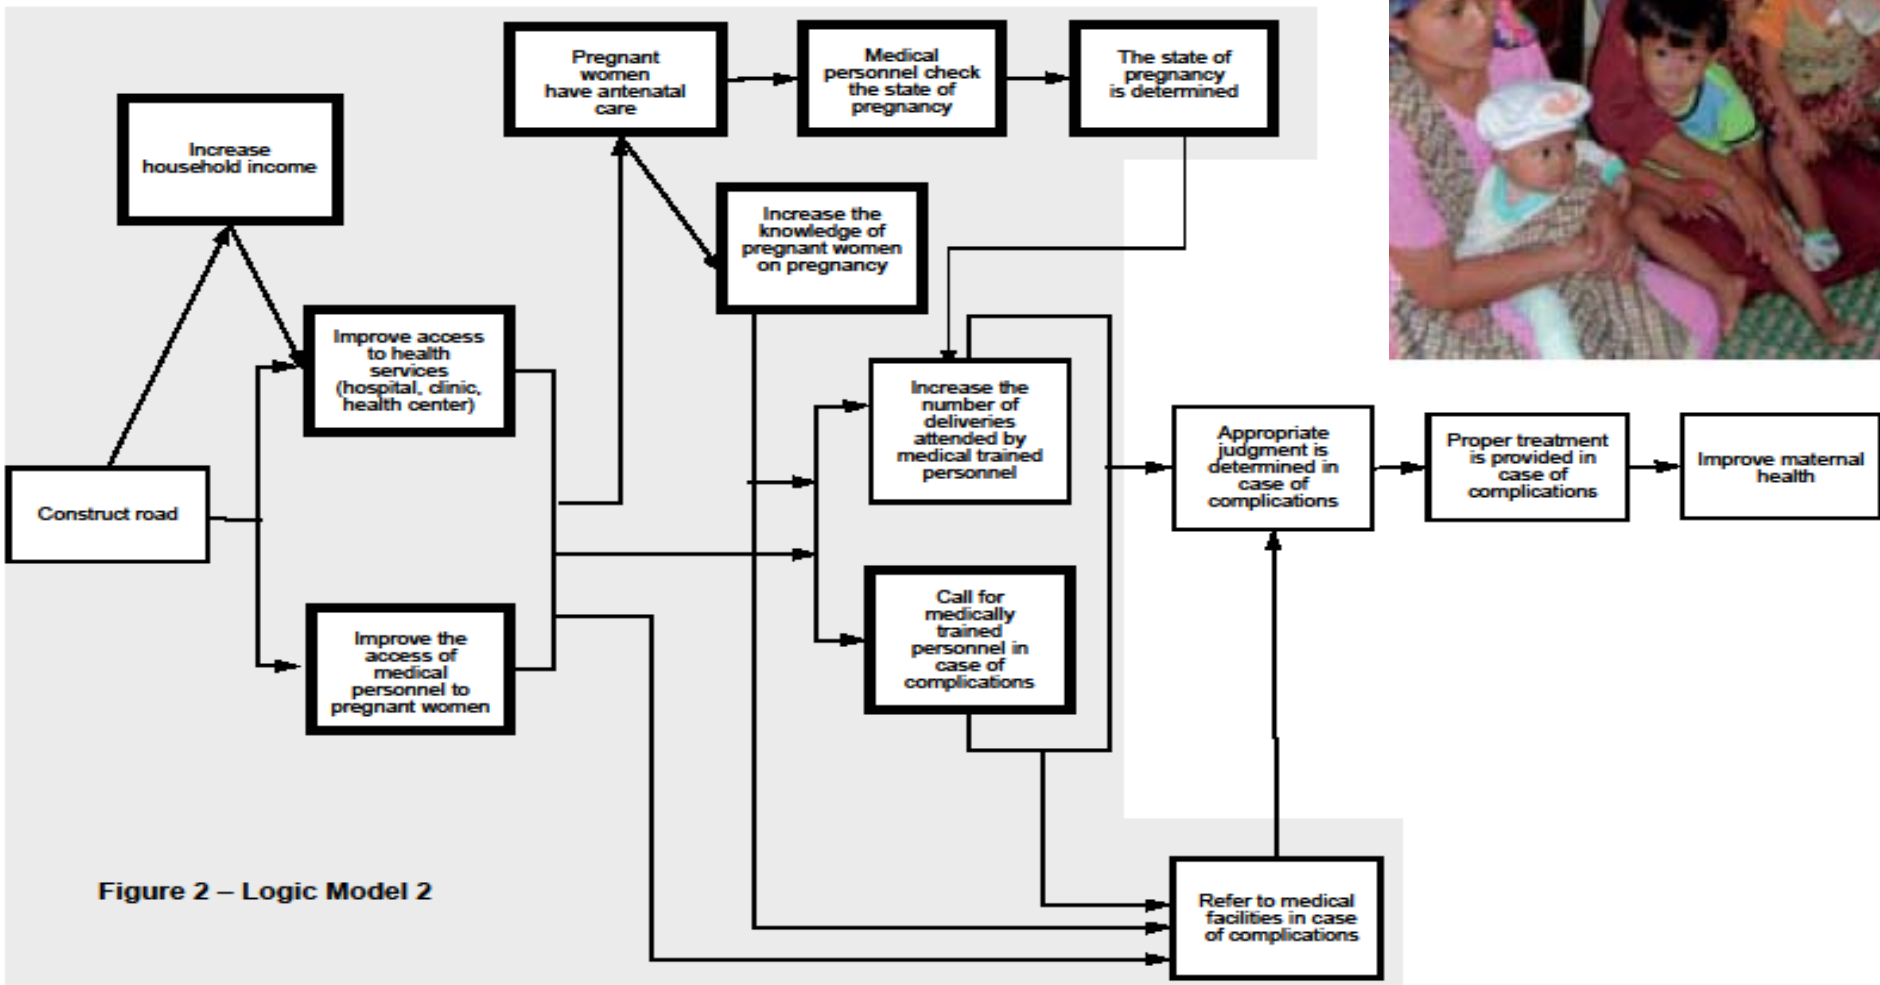 Pregnant
women
have antenatal
care
Medical
personnel check
the state of
pregnancy
The state of
pregnancy
is determined
Increase
household income
Increase the
knowledge of
pregnant women
on pregnancy
Improve access
to health
services
(hospital, clinic,
health center)
Increase the
number of
deliveries
attended by
medical trained
personnel
Appropriate
judgment is
determined in
case of
complications
Proper treatment
is provided in
case of
complications
Improve maternal
health
Construct road
Call for
medically
trained
personnel in
case of
complications
Improve the
access of
medical
personnel to
pregnant women
Refer to medical
facilities in case
of complications
Figure 2 – Logic Model 2